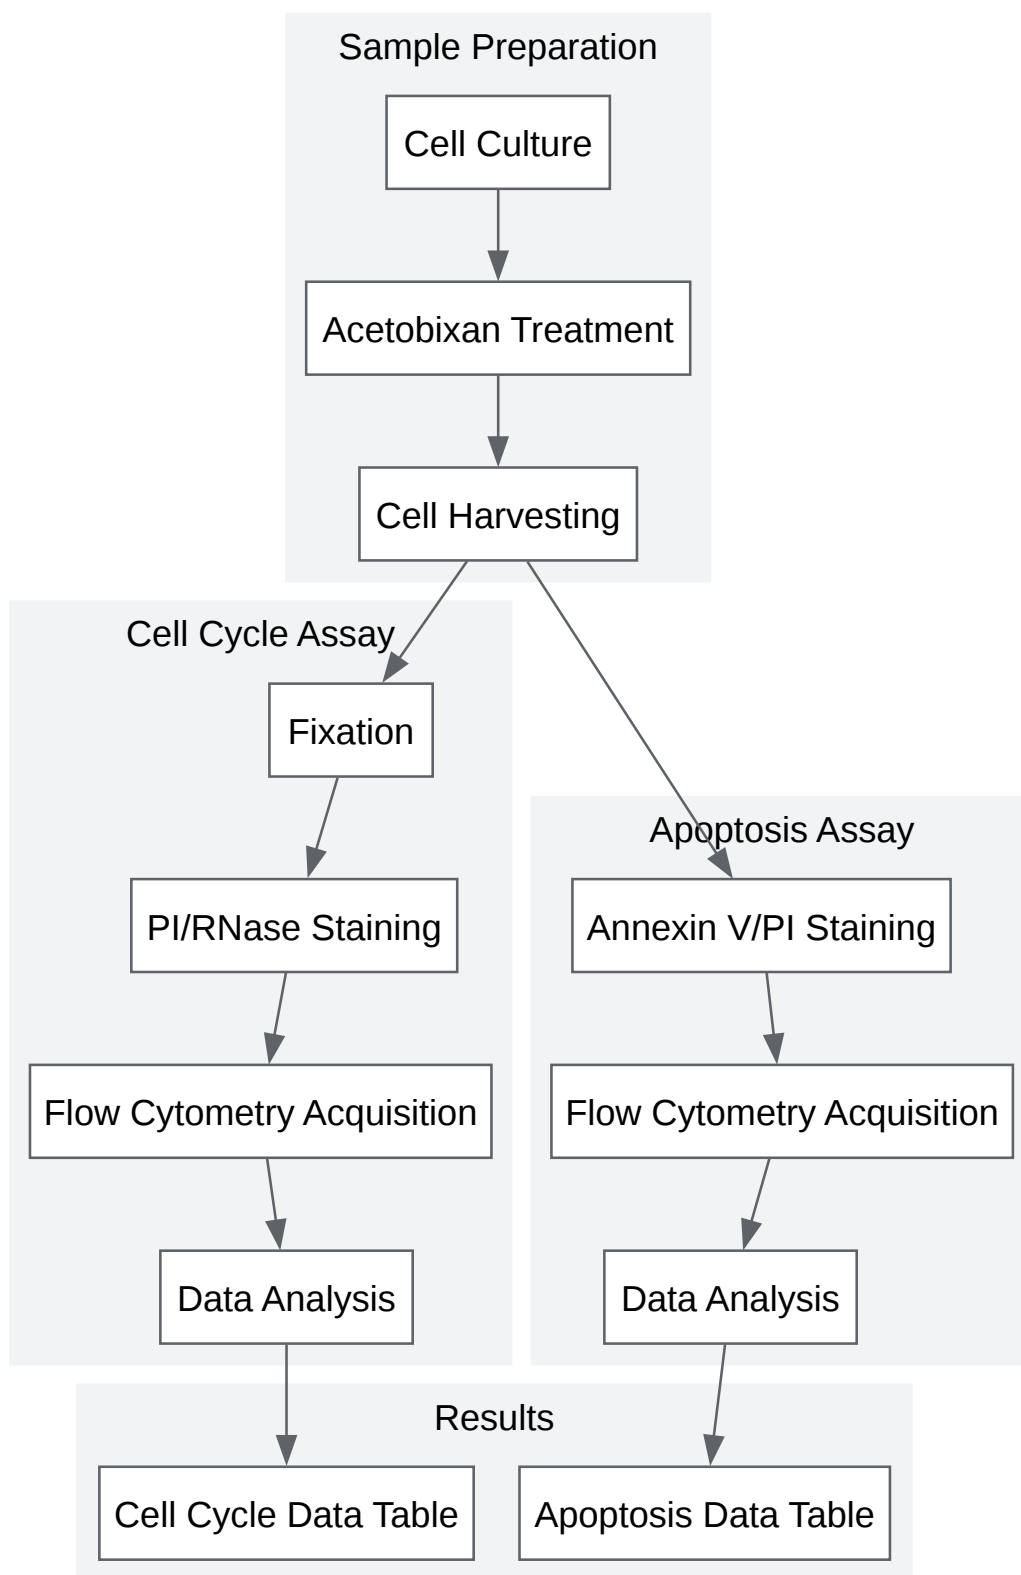 Sample Preparation
Cell Culture
Acetobixan Treatment
Cell Harvesting
Cell Cycle Assay
Fixation
PI/RNase Staining
Flow Cytometry Acquisition
Data Analysis
Apoptosis Assay
Annexin V/PI Staining
Flow Cytometry Acquisition
Data Analysis
Results
Cell Cycle Data Table
Apoptosis Data Table